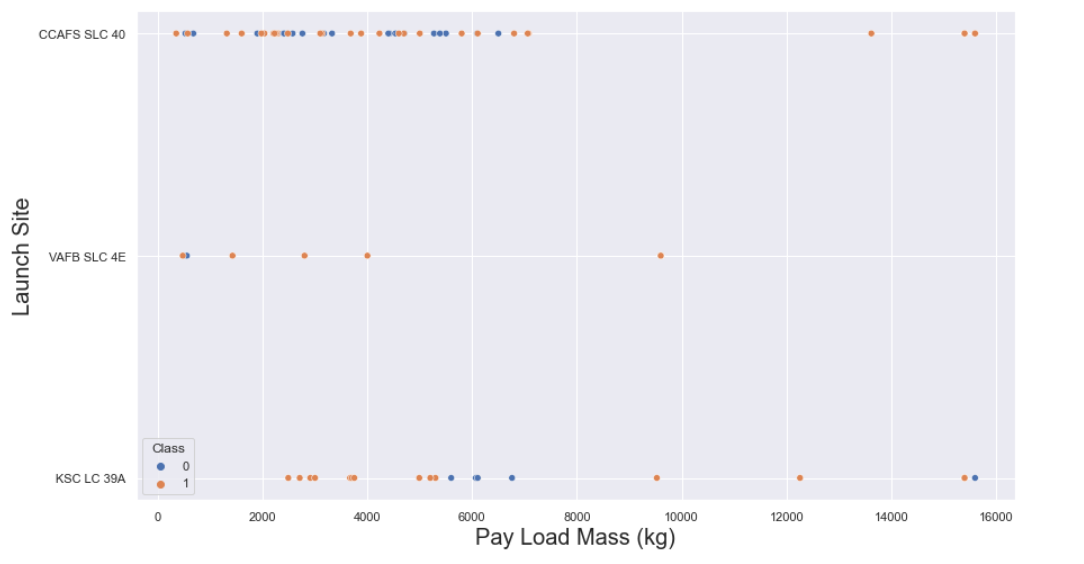 CCAFS SLC 40
VAFB SLC 4E
KSC LC 39A
Launch Site
Class
0
1
0 2000 4000 6000 8000 10000 12000 14000 16000
Pay Load Mass (kg)